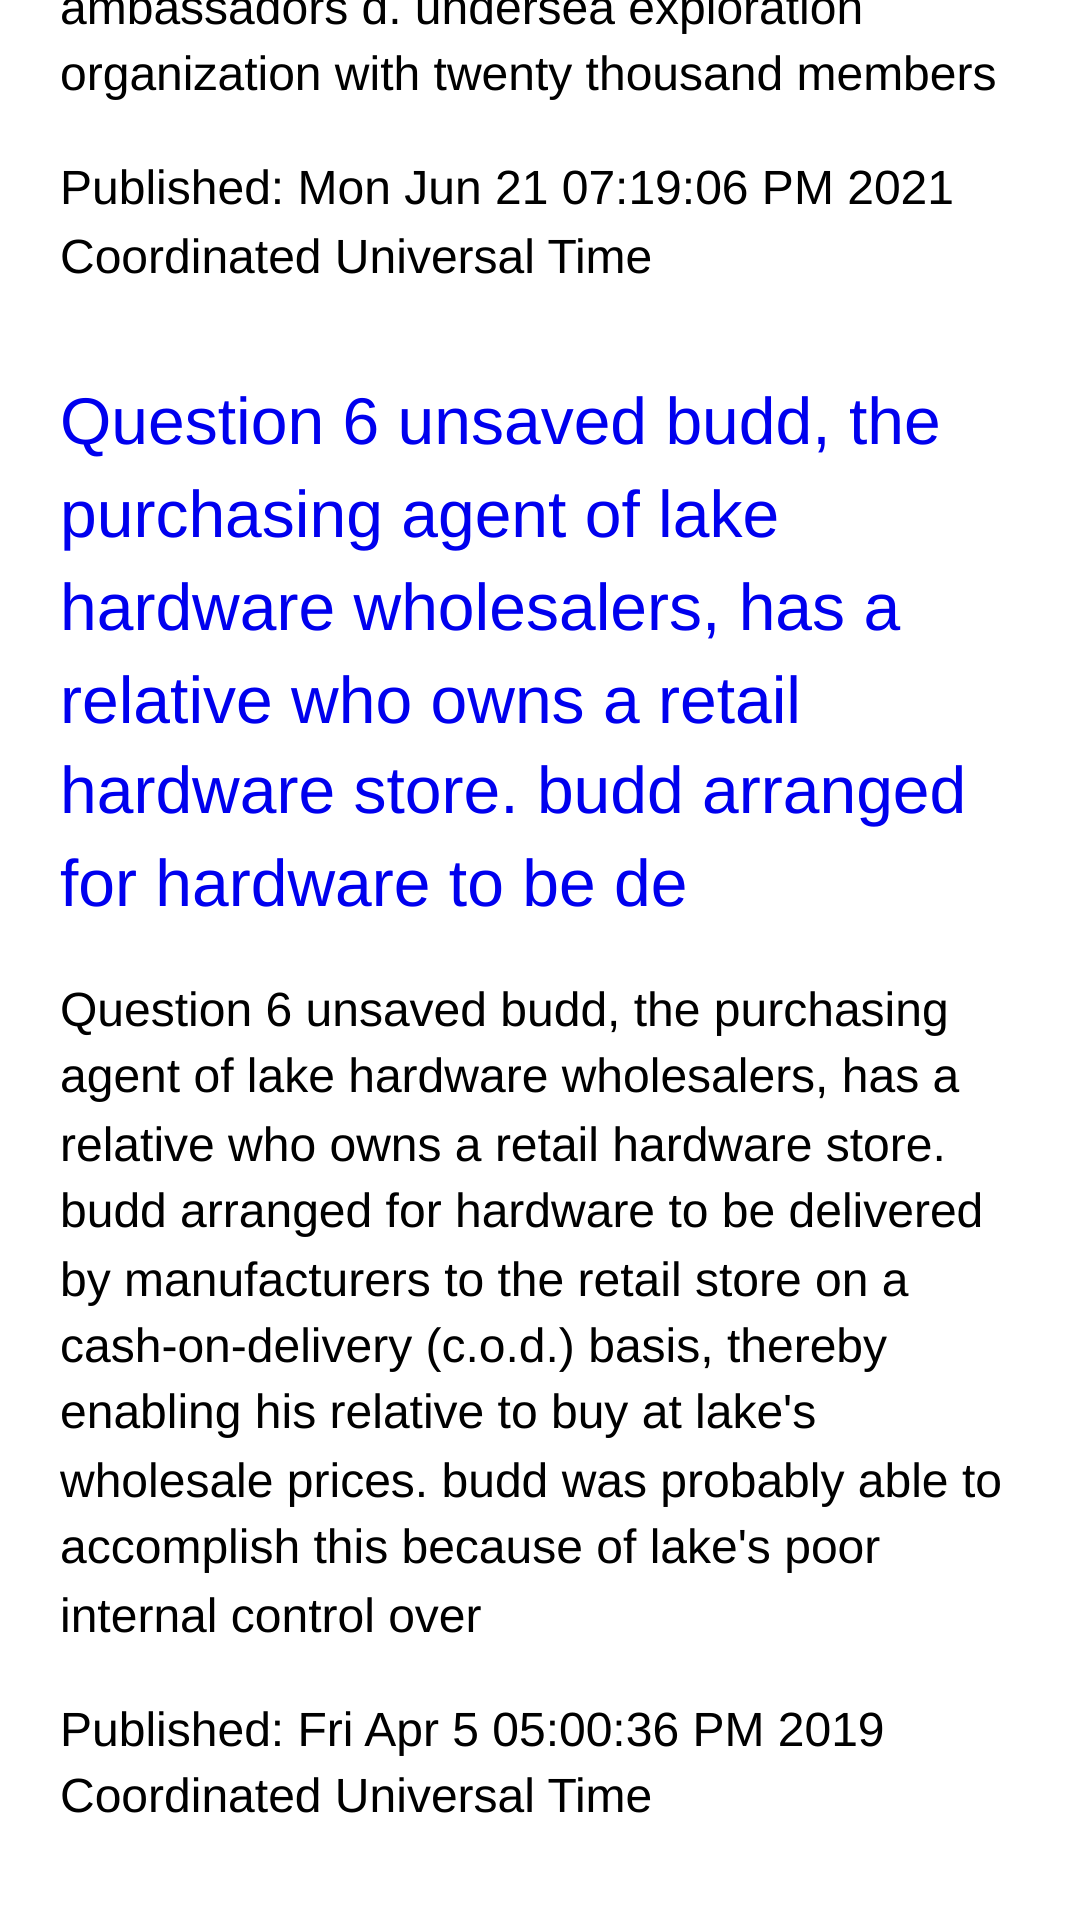 ambassadors d. undersea exploration
organization with twenty thousand members
Published: Mon Jun 21 07:19:06 PM 2021
Coordinated Universal Time
Question 6 unsaved budd, the
purchasing agent of lake
hardware wholesalers, has a
relative who owns a retail
hardware store. budd arranged
for hardware to be de
Question 6 unsaved budd, the purchasing
agent of lake hardware wholesalers, has a
relative who owns a retail hardware store.
budd arranged for hardware to be delivered
by manufacturers to the retail store on a
cash-on-delivery (c.o.d.) basis, thereby
enabling his relative to buy at lake's
wholesale prices. budd was probably able to
accomplish this because of lake's poor
internal control over
Published: Fri Apr 5 05:00:36 PM 2019
Coordinated Universal Time